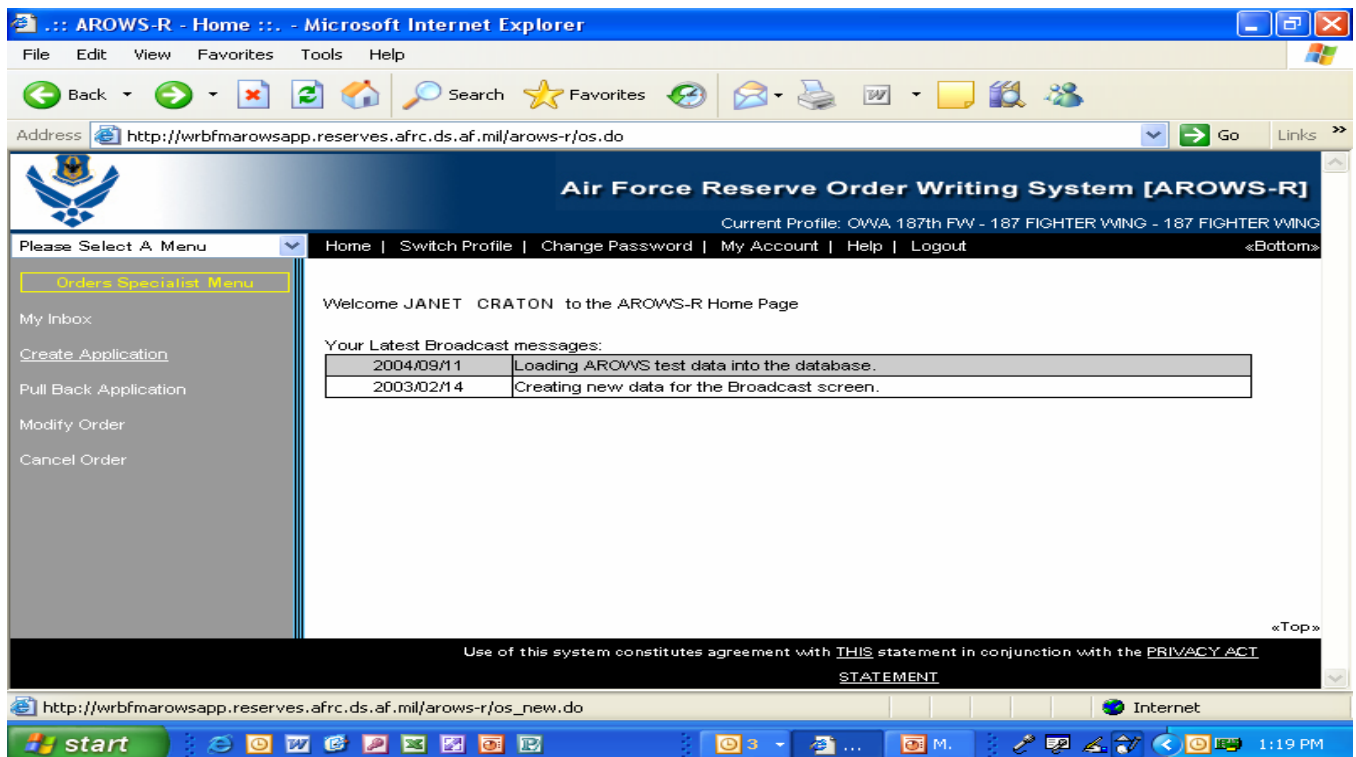 .:: AROWS-R - Home ::. - Microsoft Internet Explorer
File Edit View Favorites Tools Help
Back Search Favorites
Address http://wrbfmarowsapp.reserves.afrc.ds.af.mil/arows-r/os.do Go Links »
Air Force Reserve Order Writing System [AROWS-R]
Current Profile: OWA 187th FW - 187 FIGHTER WING - 187 FIGHTER WING
Please Select A Menu Home | Switch Profile | Change Password | My Account | Help | Logout «Bottom»
Orders Specialist Menu
My Inbox
Create Application
Pull Back Application
Modify Order
Cancel Order
Welcome JANET CRATON to the AROWS-R Home Page
Your Latest Broadcast messages:
2004/09/11 Loading AROWS test data into the database.
2003/02/14 Creating new data for the Broadcast screen.
«Top»
Use of this system constitutes agreement with THIS statement in conjunction with the PRIVACY ACT
STATEMENT
http://wrbfmarowsapp.reserves.afrc.ds.af.mil/arows-r/os_new.do Internet
start 3 ... M. 1:19 PM